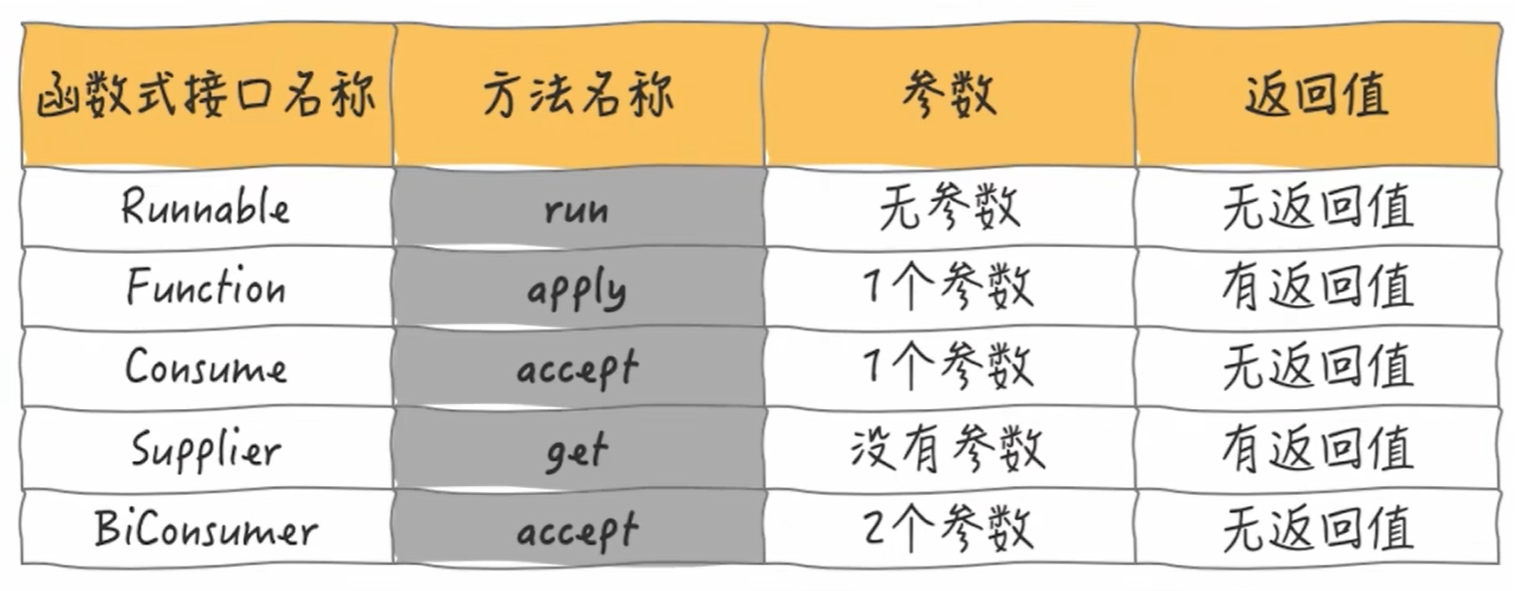 函数式接口名称 方法名称 参数 返回值
Runnable run 无参数 无返回值
Function apply 1个参数 有返回值
Consume accept 1个参数 无返回值
Supplier get 没有参数 有返回值
BiConsumer accept 2个参数 无返回值